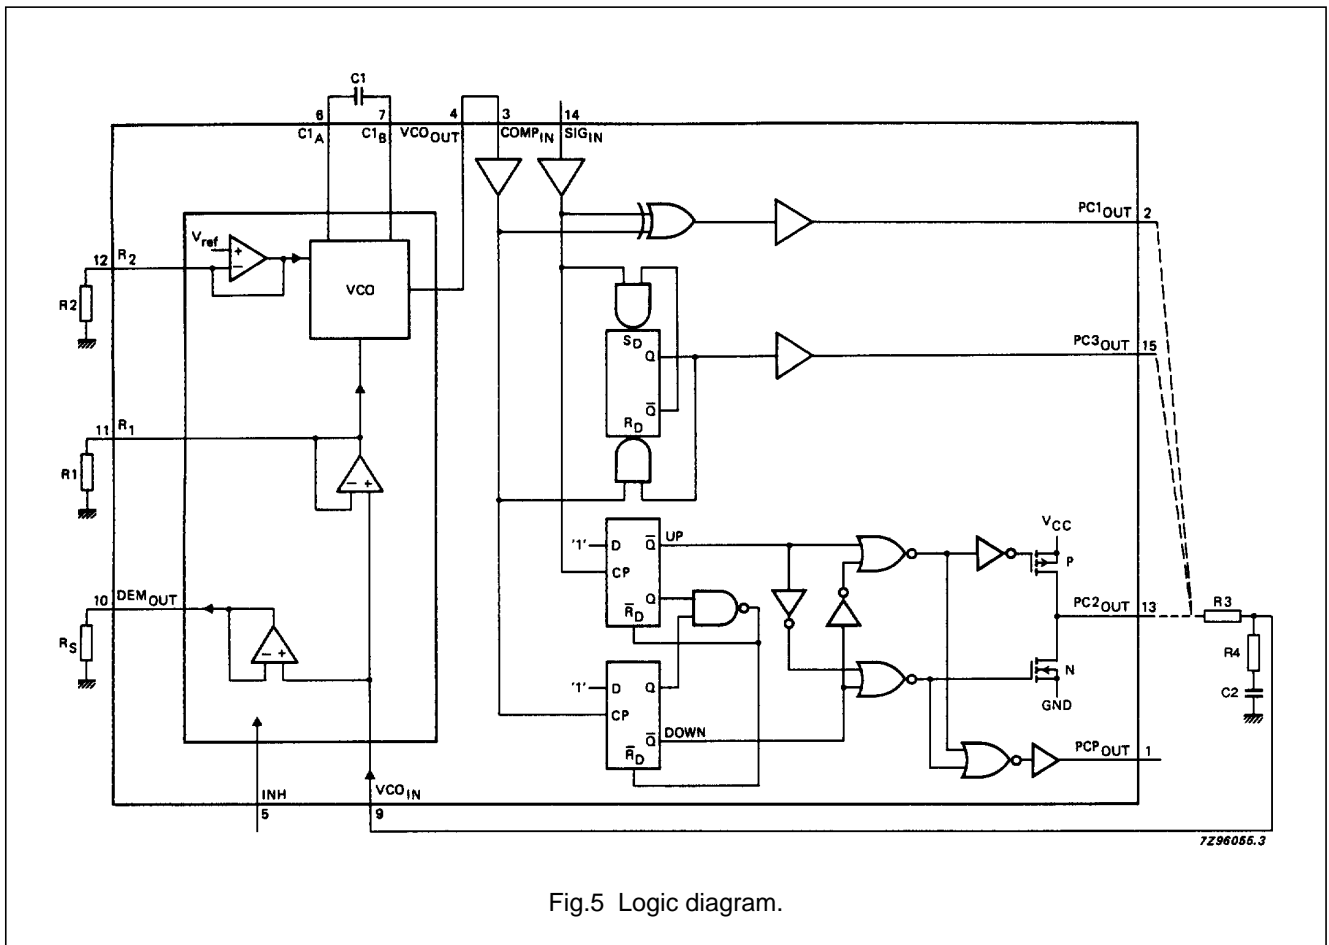 C1
6 7 4 3 14
C1A C1B VCOOUT COMPIN SIGIN
PC1OUT 2
Vref
+
−
12 R2
VCO
R2
SD
Q
PC3OUT 15
Q̅
RD
11 R1
R1
− +
VCC
'1' D Q̅ UP
P
CP
10 DEMOUT
Q
PC2OUT 13
R3
R̅D
RS
− +
R4
'1' D Q
N
C2
CP
GND
Q̅ DOWN
R̅D
PCPOUT 1
INH VCOIN
5 9
7Z96055.3
Fig.5 Logic diagram.